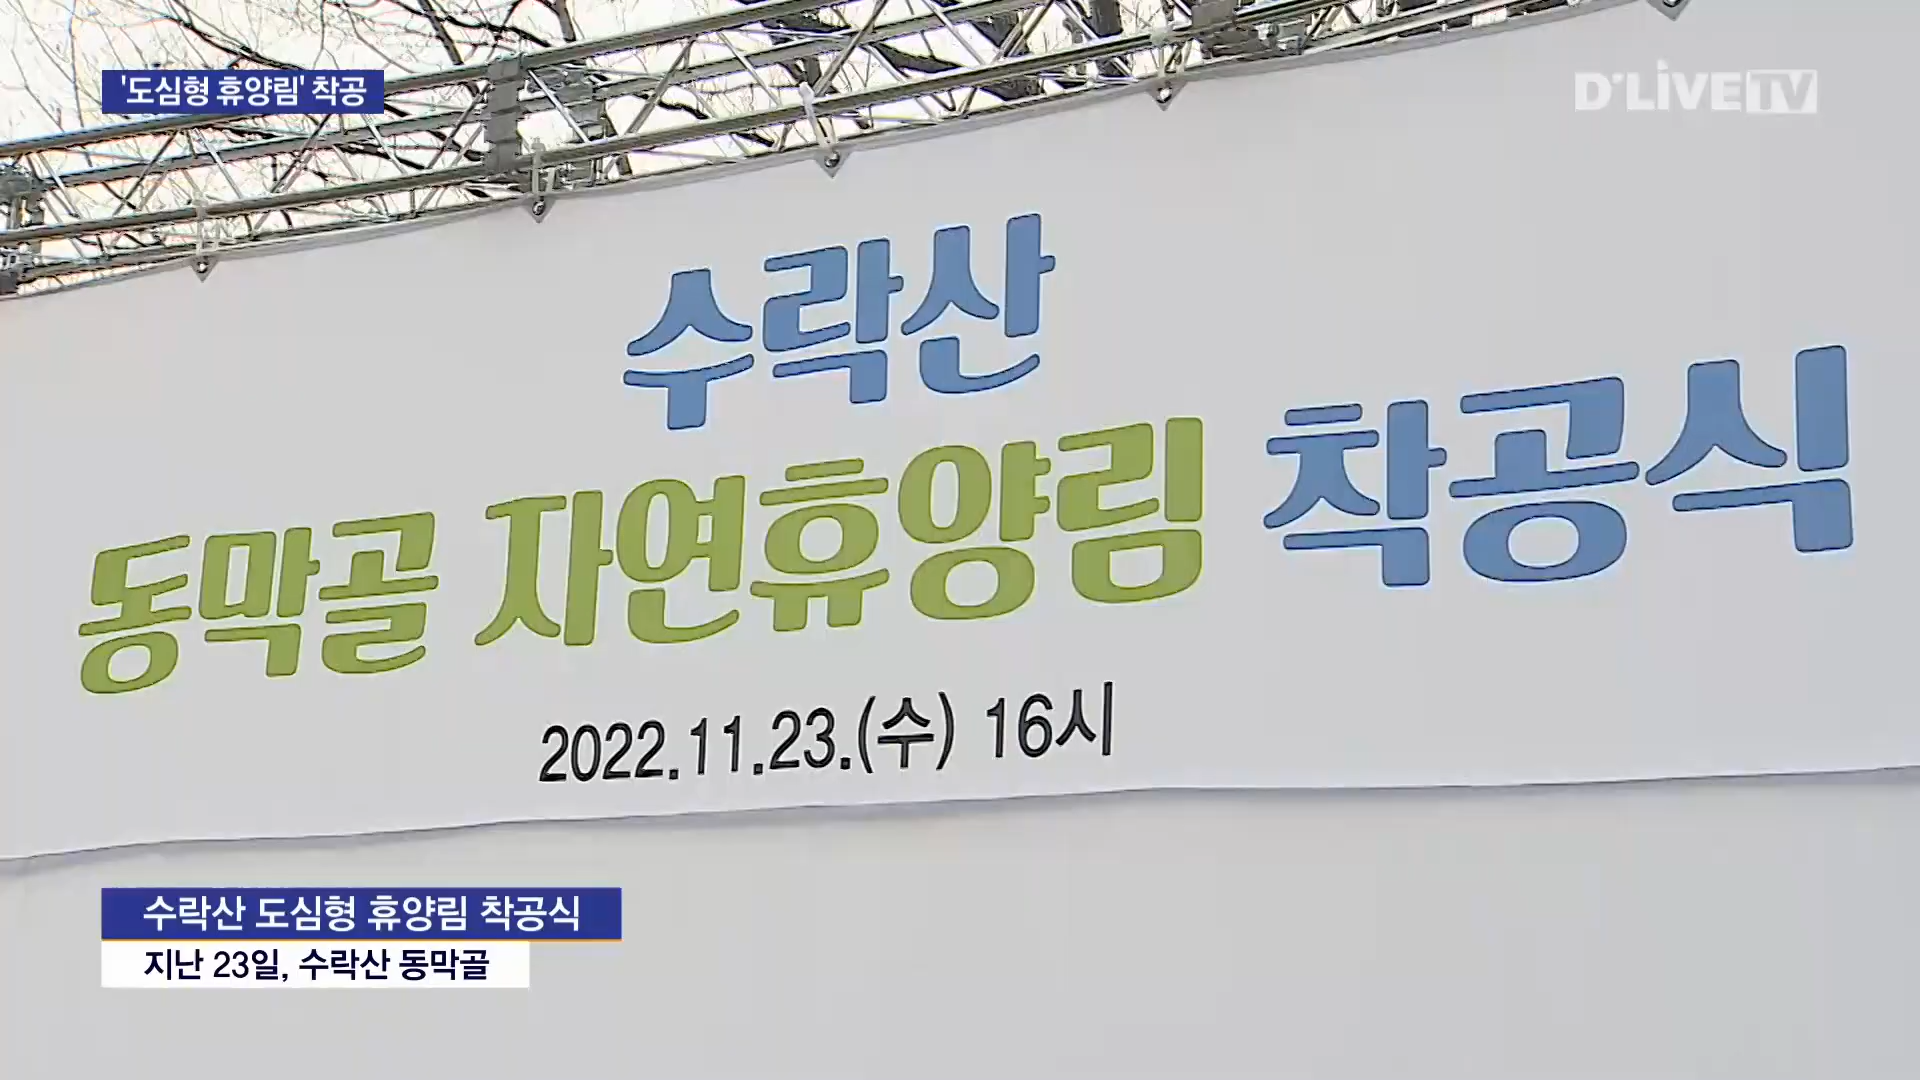 '도심형 휴양림' 착공
D'LIVE TV
수락산
동막골 자연휴양림 착공식
2022.11.23.(수) 16시
수락산 도심형 휴양림 착공식
지난 23일, 수락산 동막골